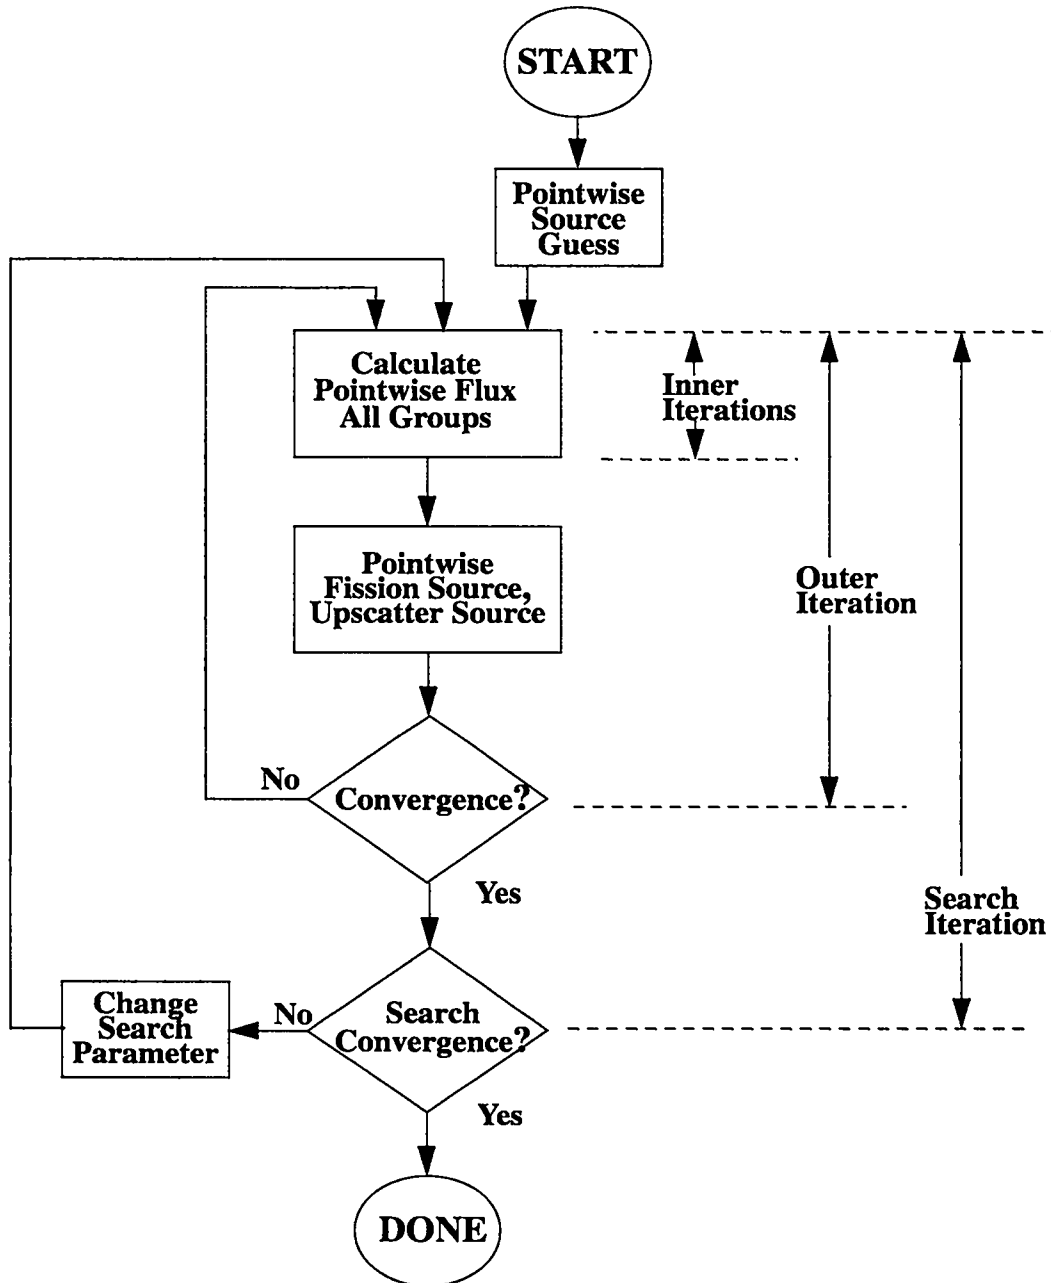 START
Pointwise
Source
Guess
Calculate
Pointwise Flux
All Groups
Inner
Iterations
Pointwise
Fission Source,
Upscatter Source
Outer
Iteration
No
Convergence?
Yes
Search
Iteration
Change
Search
Parameter
No
Search
Convergence?
Yes
DONE